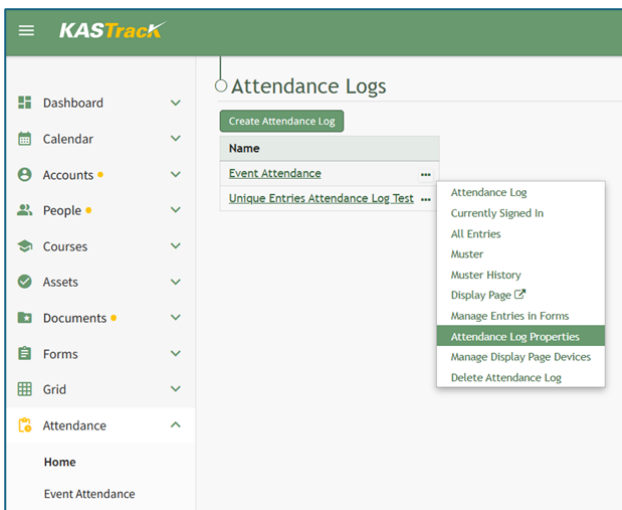 KASTrack
Dashboard
Calendar
Accounts
People
Courses
Assets
Documents
Forms
Grid
Attendance
Home
Event Attendance
Attendance Logs
Create Attendance Log
Name
Event Attendance
Unique Entries Attendance Log Test
Attendance Log
Currently Signed In
All Entries
Muster
Muster History
Display Page
Manage Entries in Forms
Attendance Log Properties
Manage Display Page Devices
Delete Attendance Log